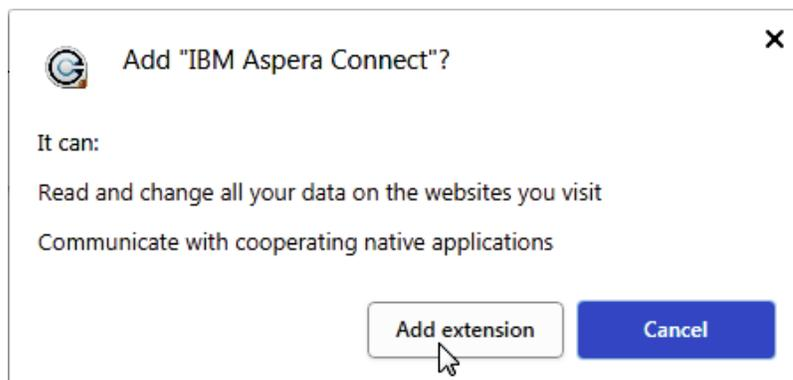 Add "IBM Aspera Connect"?
It can:
Read and change all your data on the websites you visit
Communicate with cooperating native applications
Add extension
Cancel